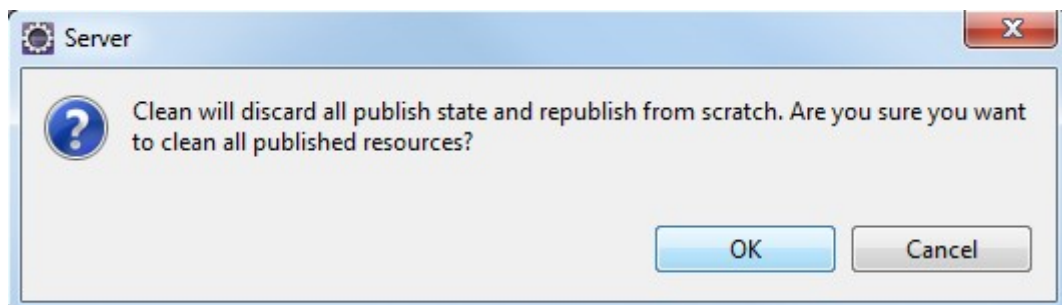 Server
Clean will discard all publish state and republish from scratch. Are you sure you want
to clean all published resources?
OK
Cancel